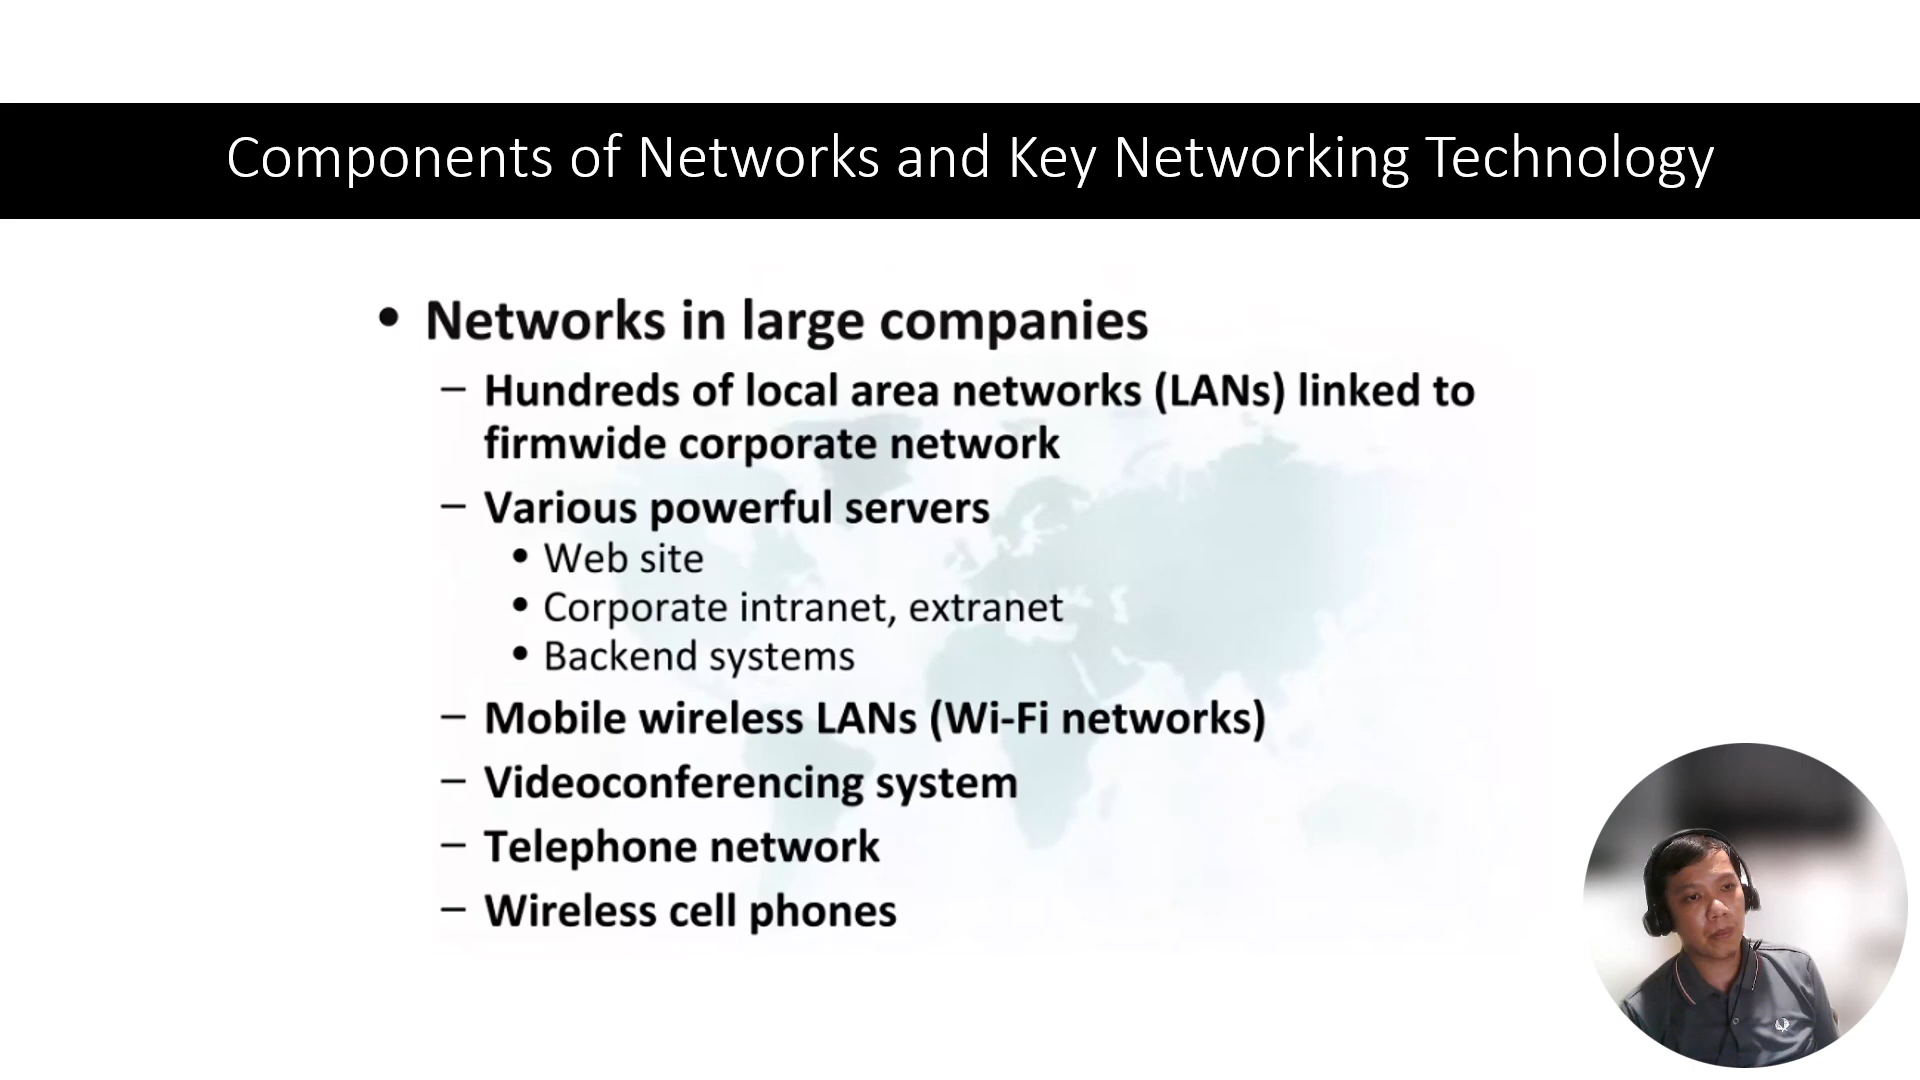 Components of Networks and Key Networking Technology
• Networks in large companies
– Hundreds of local area networks (LANs) linked to
firmwide corporate network
– Various powerful servers
• Web site
• Corporate intranet, extranet
• Backend systems
– Mobile wireless LANs (Wi-Fi networks)
– Videoconferencing system
– Telephone network
– Wireless cell phones